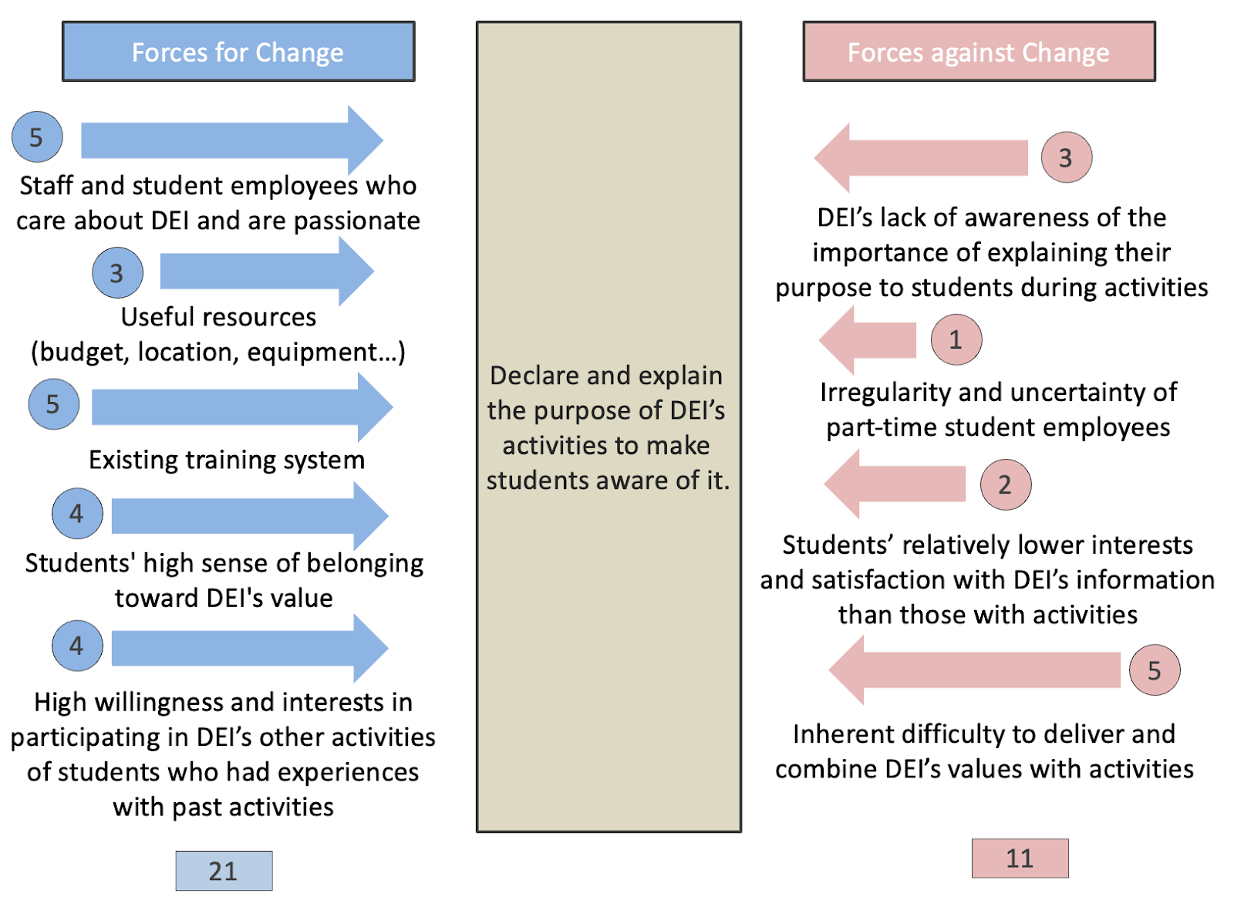 Forces for Change
5
Staff and student employees who
care about DEI and are passionate
3
Useful resources
(budget, location, equipment…)
5
Existing training system
4
Students' high sense of belonging
toward DEI's value
4
High willingness and interests in
participating in DEI’s other activities
of students who had experiences
with past activities
21
Declare and explain
the purpose of DEI’s
activities to make
students aware of it.
Forces against Change
3
DEI’s lack of awareness of the
importance of explaining their
purpose to students during activities
1
Irregularity and uncertainty of
part-time student employees
2
Students’ relatively lower interests
and satisfaction with DEI’s information
than those with activities
5
Inherent difficulty to deliver and
combine DEI’s values with activities
11